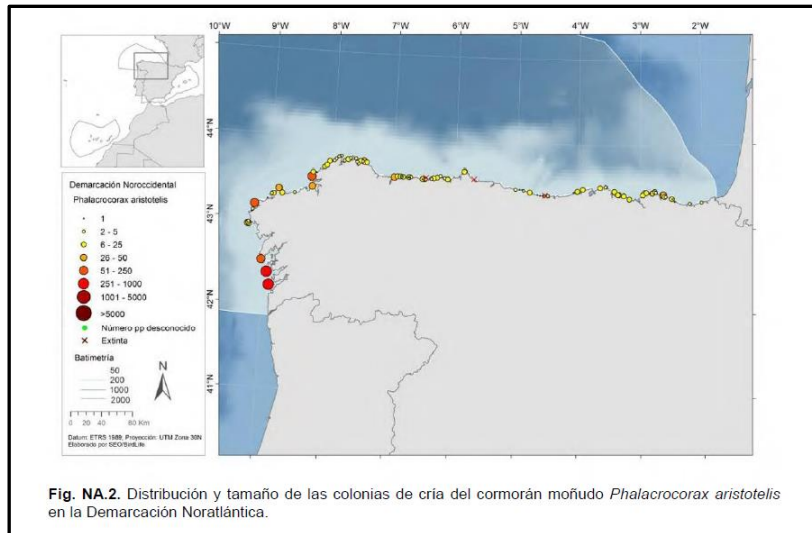 10°W 9°W 8°W 7°W 6°W 5°W 4°W 3°W 2°W
44°N
43°N
42°N
41°N
Demarcación Noroccidental
Phalacrocorax aristotelis
1
2 - 5
6 - 25
26 - 50
51 - 250
251 - 1000
1001 - 5000
>5000
Número pp desconocido
Extinta
Batimetría
50
200
1000
2000
N
0 20 40 80 Km
Datum: ETRS 1989; Proyección: UTM Zona 30N
Elaborado por SEO/BirdLife
Fig. NA.2. Distribución y tamaño de las colonias de cría del cormorán moñudo Phalacrocorax aristotelis
en la Demarcación Noratlántica.